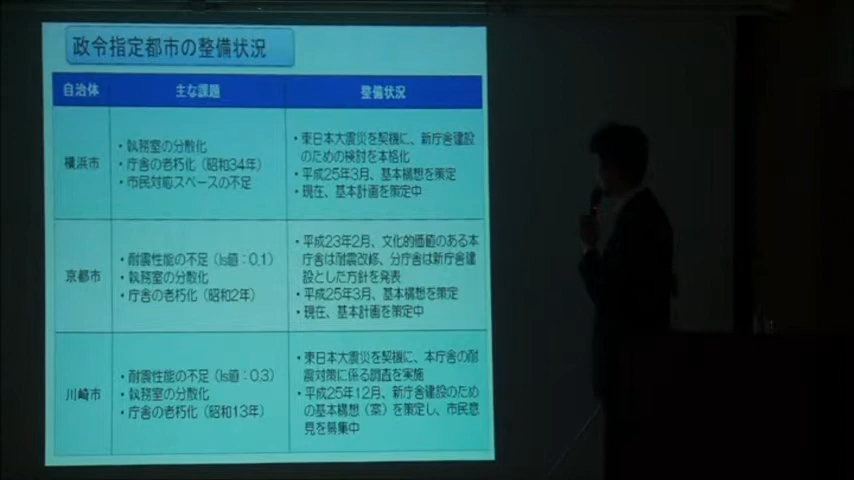 政令指定都市の整備状況
自治体 主な課題 整備状況
横浜市
・執務室の分散化
・庁舎の老朽化（昭和34年）
・市民対応スペースの不足
・東日本大震災を契機に、新庁舎建設
のための検討を本格化
・平成25年3月、基本構想を策定
・現在、基本計画を策定中
京都市
・耐震性能の不足（Is値：0.1）
・執務室の分散化
・庁舎の老朽化（昭和2年）
・平成23年2月、文化的価値のある本
庁舎は耐震改修、分庁舎は新庁舎建
設とした方針を発表
・平成25年3月、基本構想を策定
・現在、基本計画を策定中
川崎市
・耐震性能の不足（Is値：0.3）
・執務室の分散化
・庁舎の老朽化（昭和13年）
・東日本大震災を契機に、本庁舎の耐
震対策に係る調査を実施
・平成25年12月、新庁舎建設のため
の基本構想（案）を策定し、市民意
見を募集中